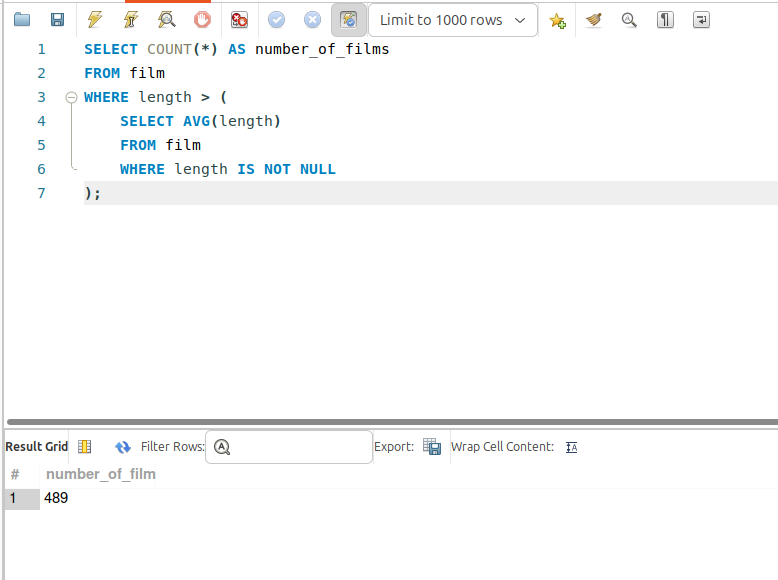 Limit to 1000 rows
1 SELECT COUNT(*) AS number_of_films
2 FROM film
3 WHERE length > (
4 SELECT AVG(length)
5 FROM film
6 WHERE length IS NOT NULL
7 );
Result Grid Filter Rows: Export: Wrap Cell Content:
# number_of_film
1 489